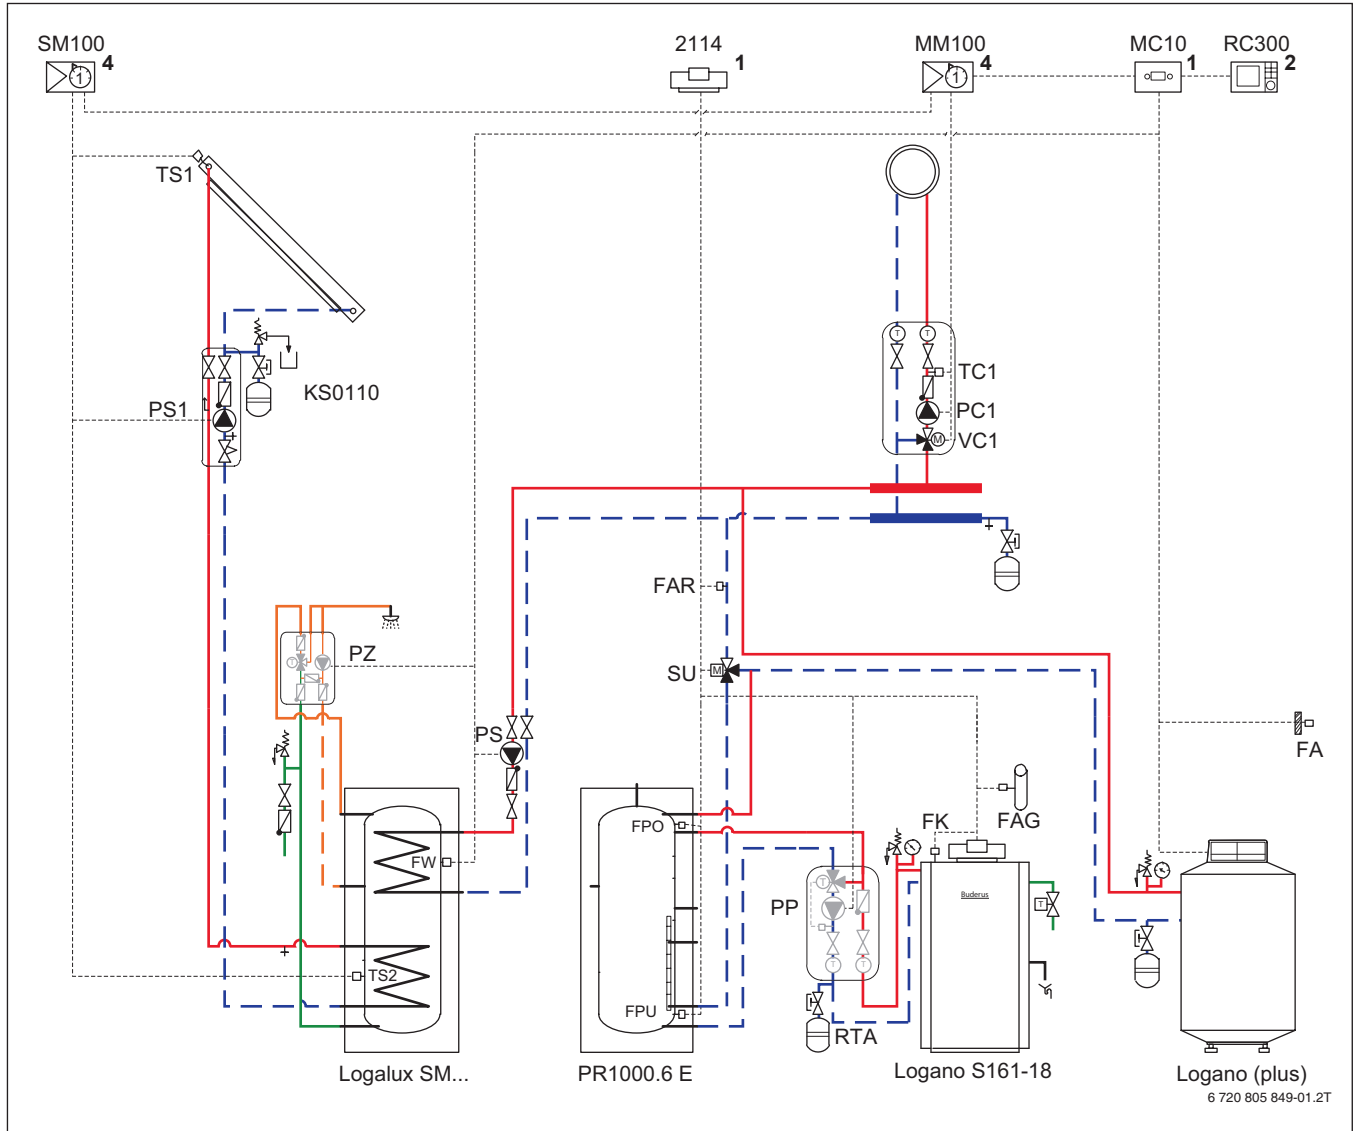 SM100 2114 MM100 MC10 RC300
4 1 4 1 2
1 1
TS1
T T
TC1
KS0110
PS1 PC1
M VC1
FAR
PZ
T
SU M
PS
FA
FAG
FK
FPO
FW
T
Buderus
PP
T
TS2
T T
FPU
RTA
Logalux SM... PR1000.6 E Logano S161-18 Logano (plus)
6 720 805 849-01.2T